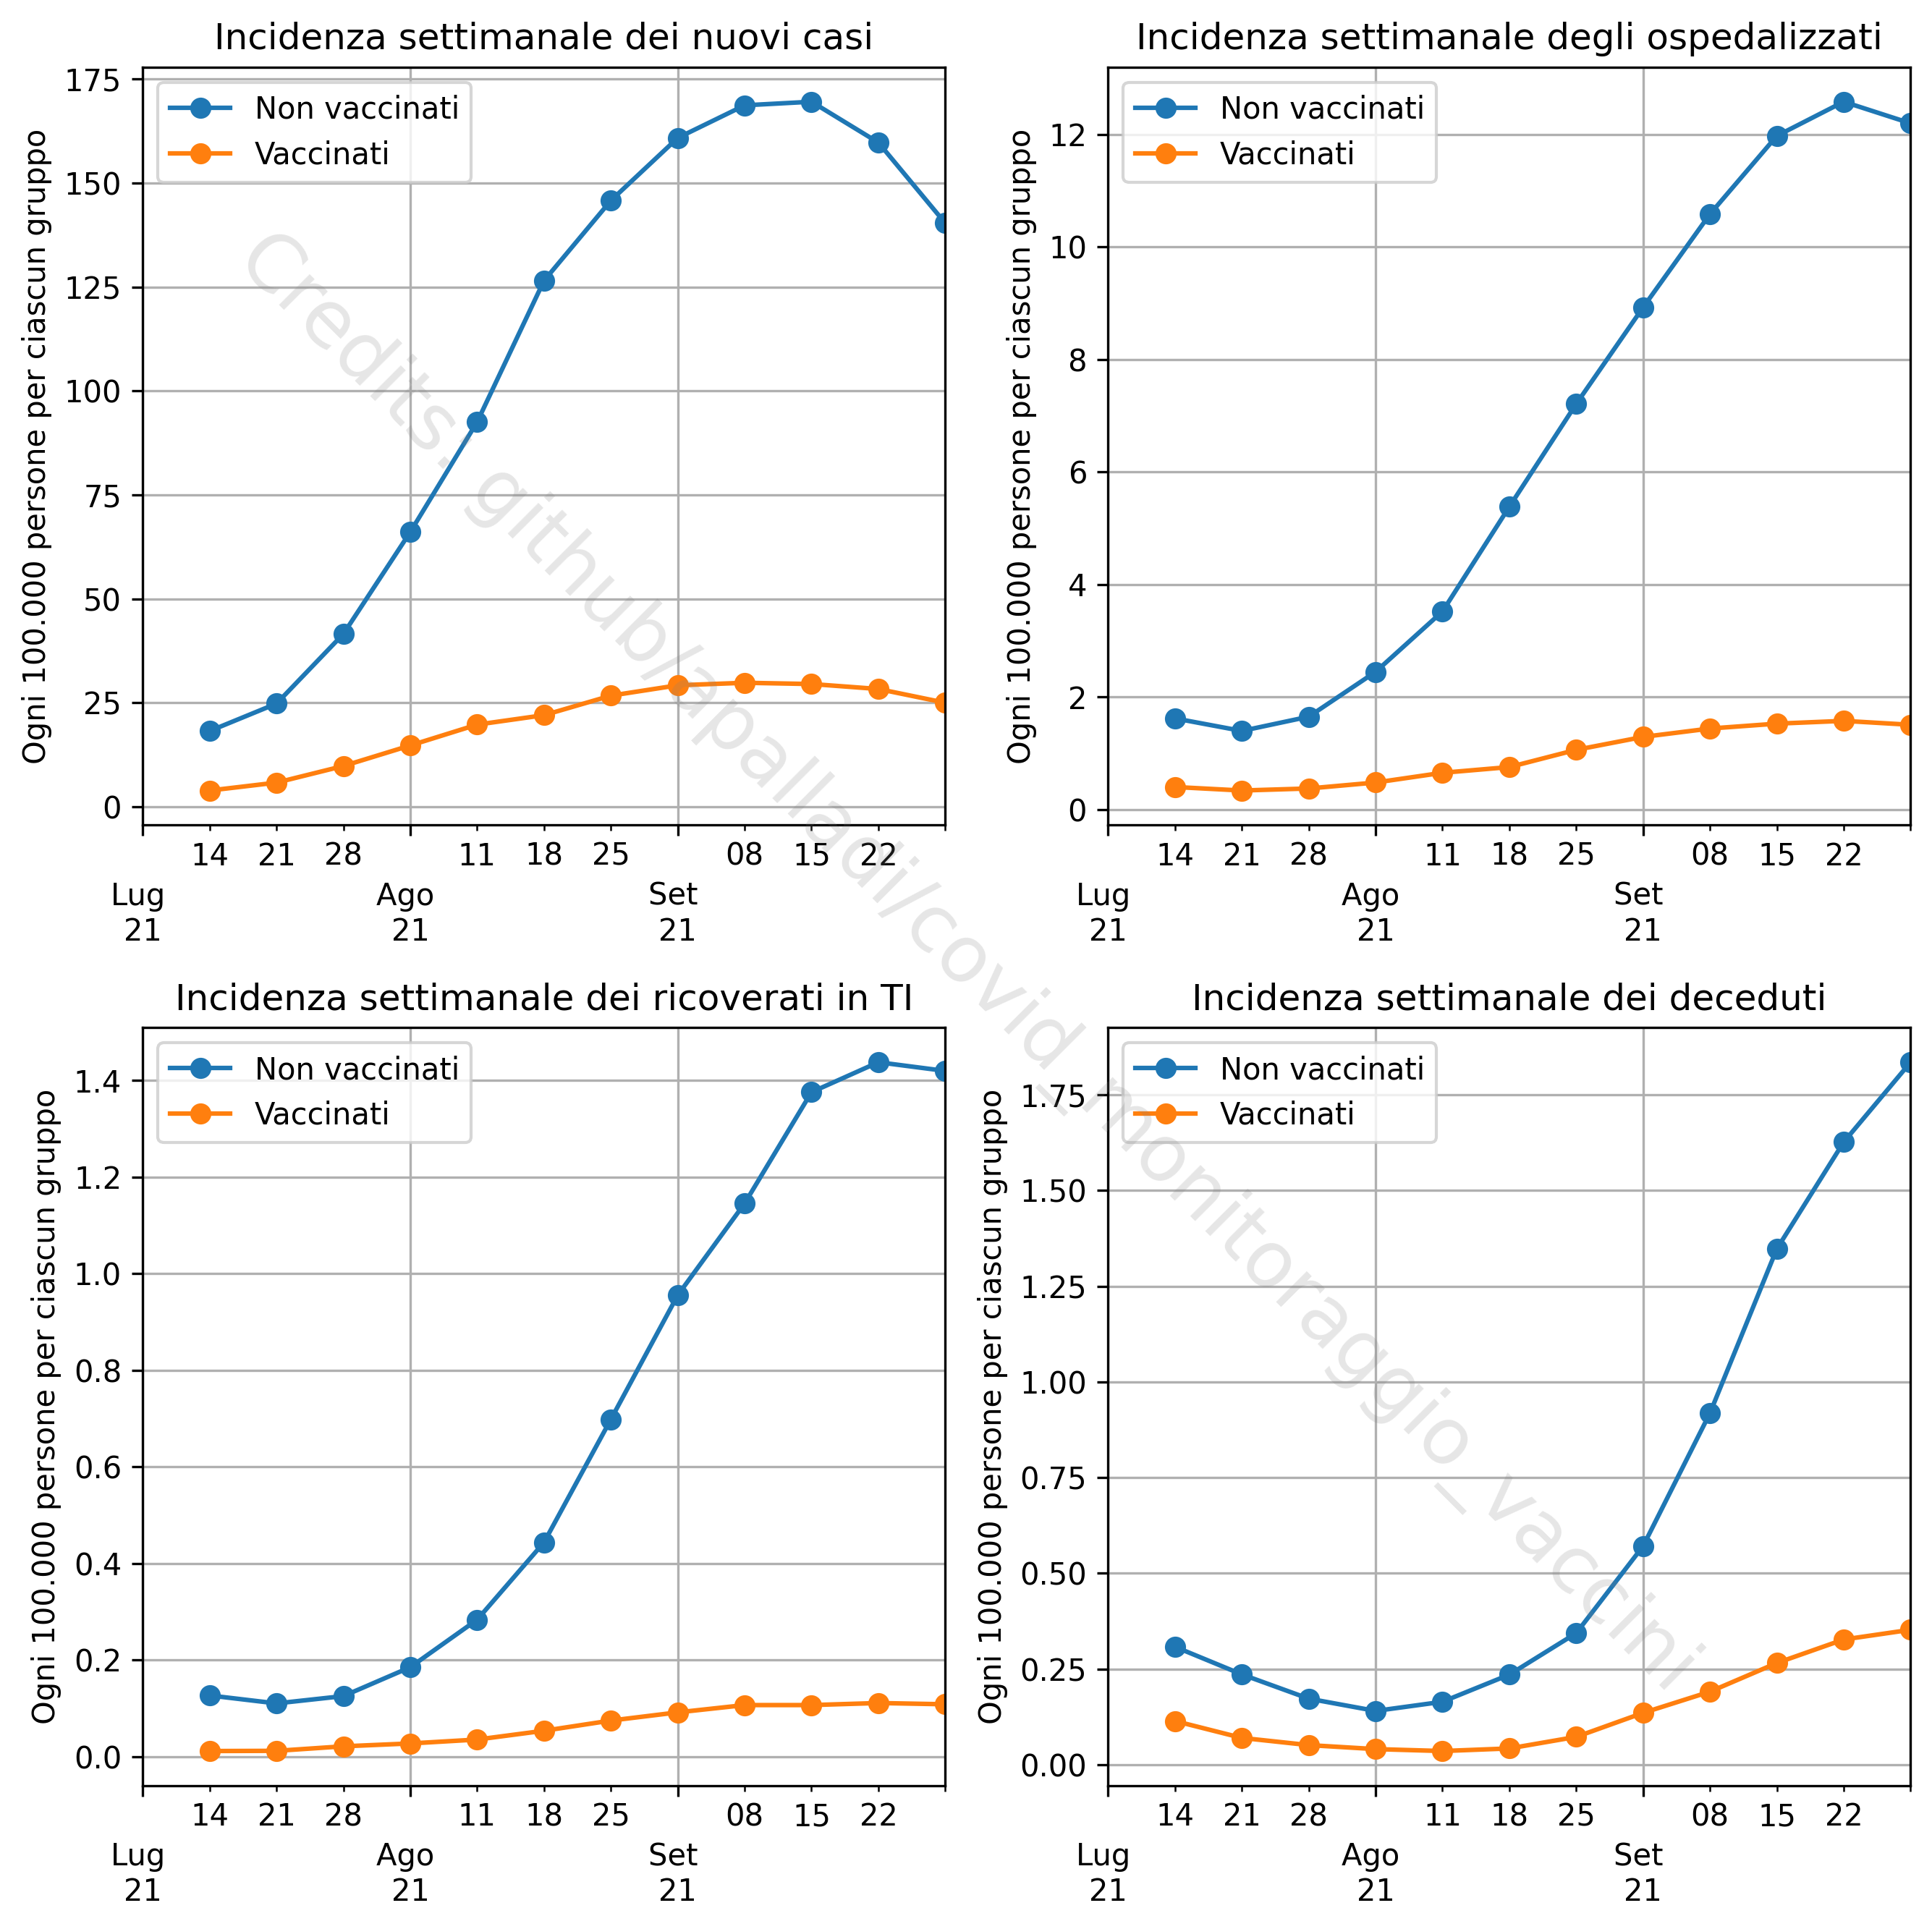 Incidenza settimanale dei nuovi casi
Ogni 100.000 persone per ciascun gruppo
175
150
125
100
75
50
25
0
Non vaccinati
Vaccinati
14 21 28 11 18 25 08 15 22
Lug Ago Set
21 21 21
Incidenza settimanale degli ospedalizzati
Ogni 100.000 persone per ciascun gruppo
12
10
8
6
4
2
0
Non vaccinati
Vaccinati
14 21 28 11 18 25 08 15 22
Lug Ago Set
21 21 21
Incidenza settimanale dei ricoverati in TI
Ogni 100.000 persone per ciascun gruppo
1.4
1.2
1.0
0.8
0.6
0.4
0.2
0.0
Non vaccinati
Vaccinati
14 21 28 11 18 25 08 15 22
Lug Ago Set
21 21 21
Incidenza settimanale dei deceduti
Ogni 100.000 persone per ciascun gruppo
1.75
1.50
1.25
1.00
0.75
0.50
0.25
0.00
Non vaccinati
Vaccinati
14 21 28 11 18 25 08 15 22
Lug Ago Set
21 21 21
Credits: github/apalladi/covid_monitoraggio_vaccini